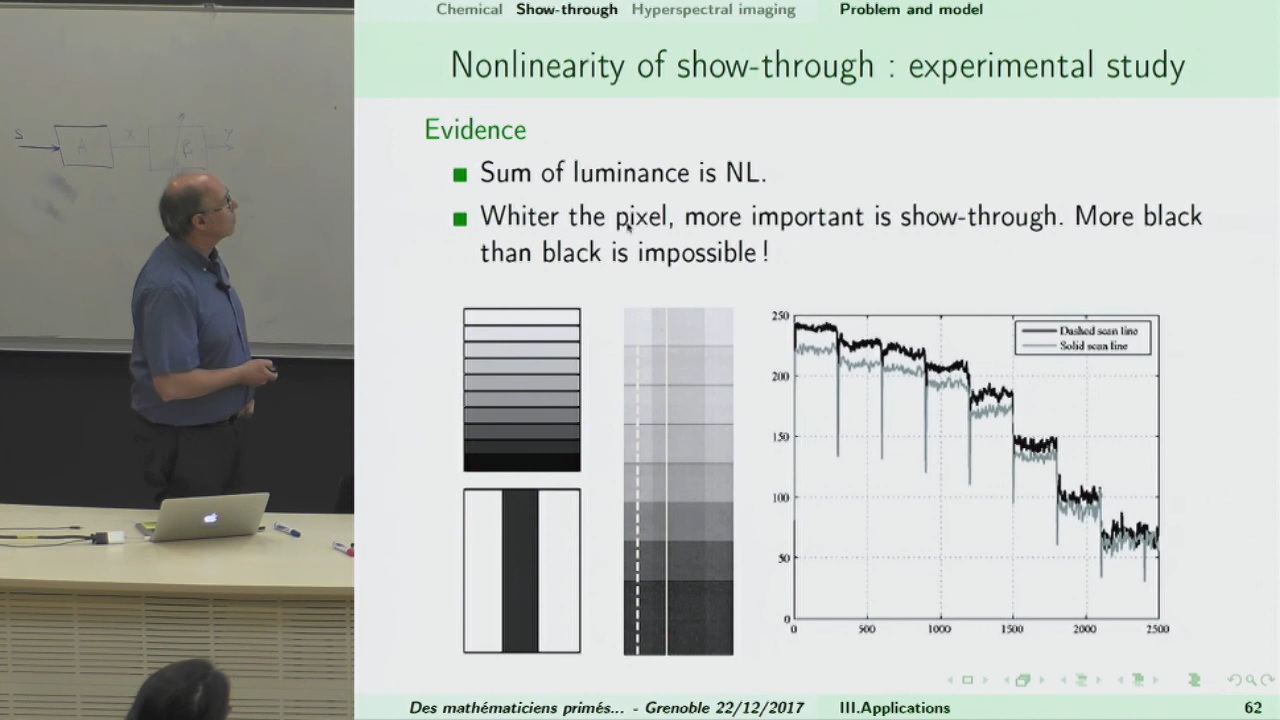 Chemical Show-through Hyperspectral imaging Problem and model
Nonlinearity of show-through : experimental study
Evidence
Sum of luminance is NL.
Whiter the pixel, more important is show-through. More black
than black is impossible !
S A X B Y
250
200
150
100
50
0
Dashed scan line
Solid scan line
0 500 1000 1500 2000 2500
Des mathématiciens primés... - Grenoble 22/12/2017 III.Applications 62